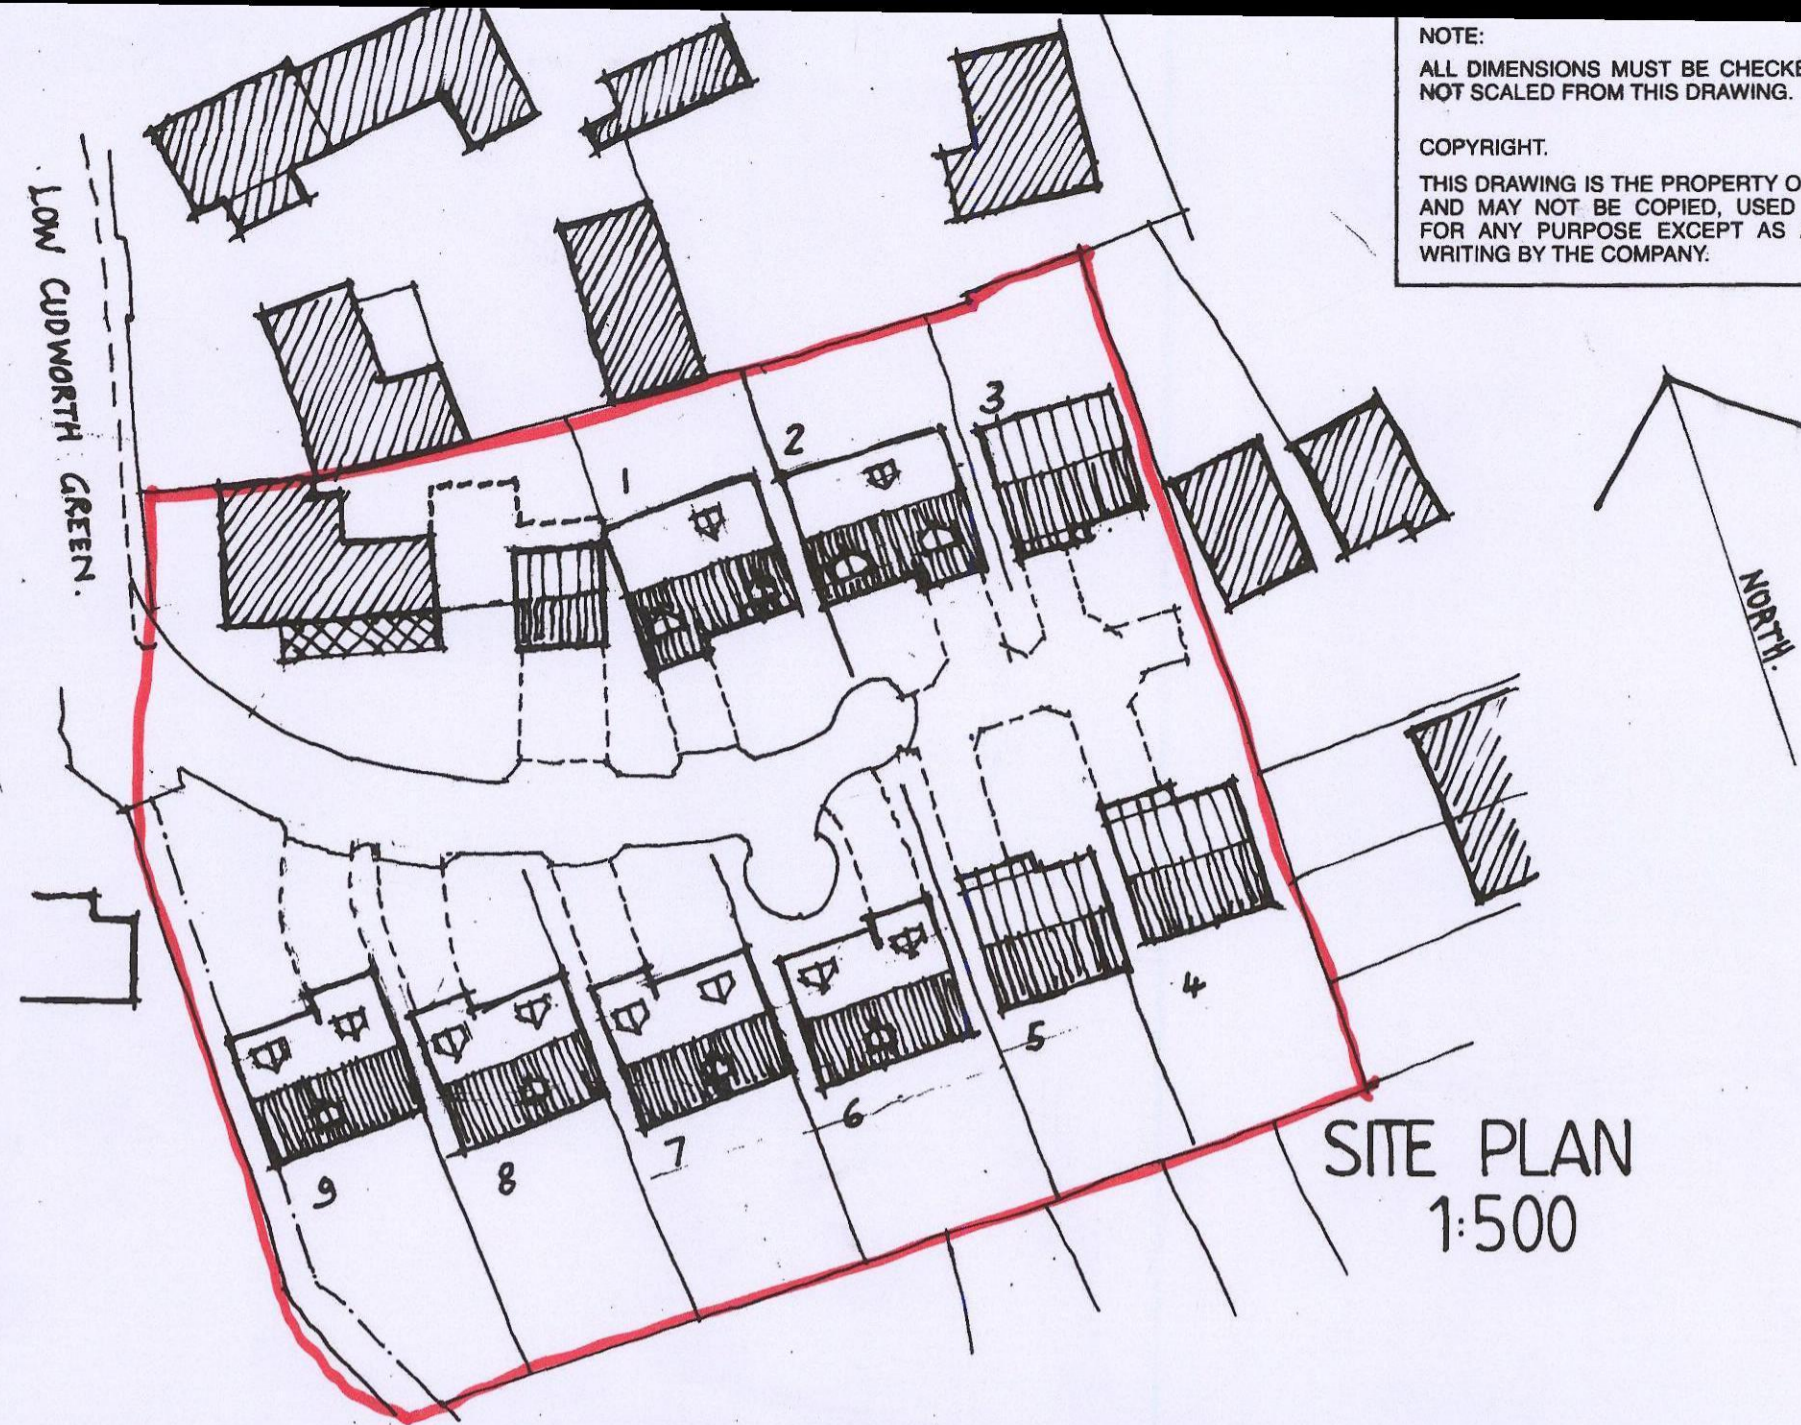 NOTE:
ALL DIMENSIONS MUST BE CHECKE
NOT SCALED FROM THIS DRAWING.
COPYRIGHT.
THIS DRAWING IS THE PROPERTY O
AND MAY NOT BE COPIED, USED
FOR ANY PURPOSE EXCEPT AS
WRITING BY THE COMPANY.
LOW CUDWORTH GREEN.
1
2
3
NORTH.
4
5
6
7
8
9
SITE PLAN
1:500